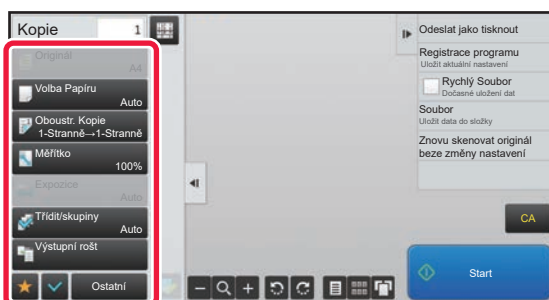 Kopie
1
Originál
A4
Volba Papíru
Auto
Oboustr. Kopie
1-Stranně→1-Stranně
Měřítko
100%
Expozice
Auto
Třídit/skupiny
Auto
Výstupní rošt
Ostatní
Odeslat jako tisknout
Registrace programu
Uložit aktuální nastavení
Rychlý Soubor
Dočasné uložení dat
Soubor
Uložit data do složky
Znovu skenovat originál
beze změny nastavení
CA
Start